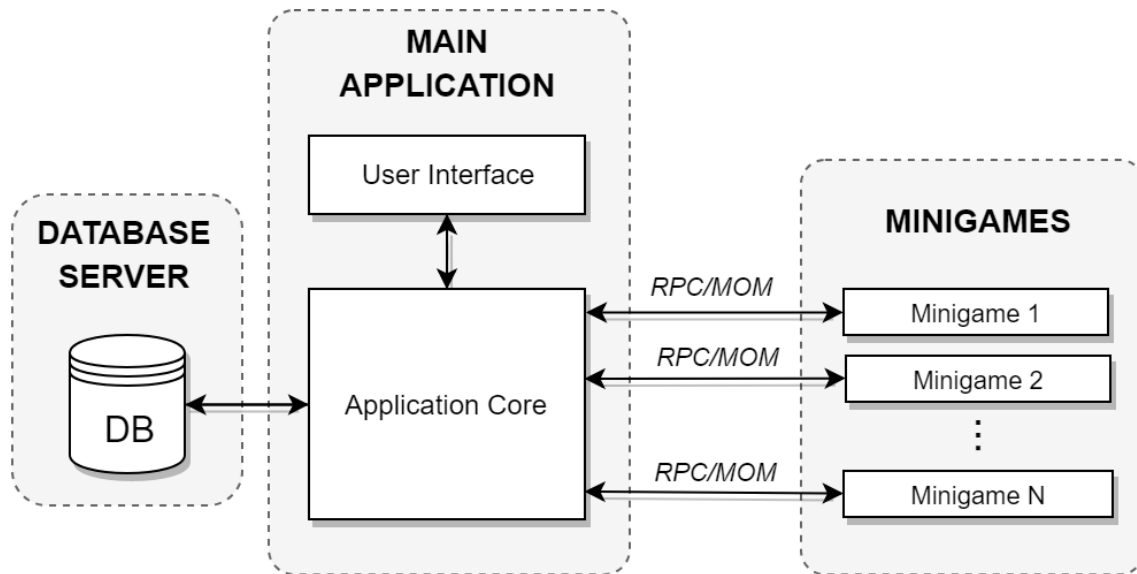 MAIN
APPLICATION
User Interface
DATABASE
SERVER
DB
Application Core
RPC/MOM
RPC/MOM
RPC/MOM
MINIGAMES
Minigame 1
Minigame 2
⋮
Minigame N